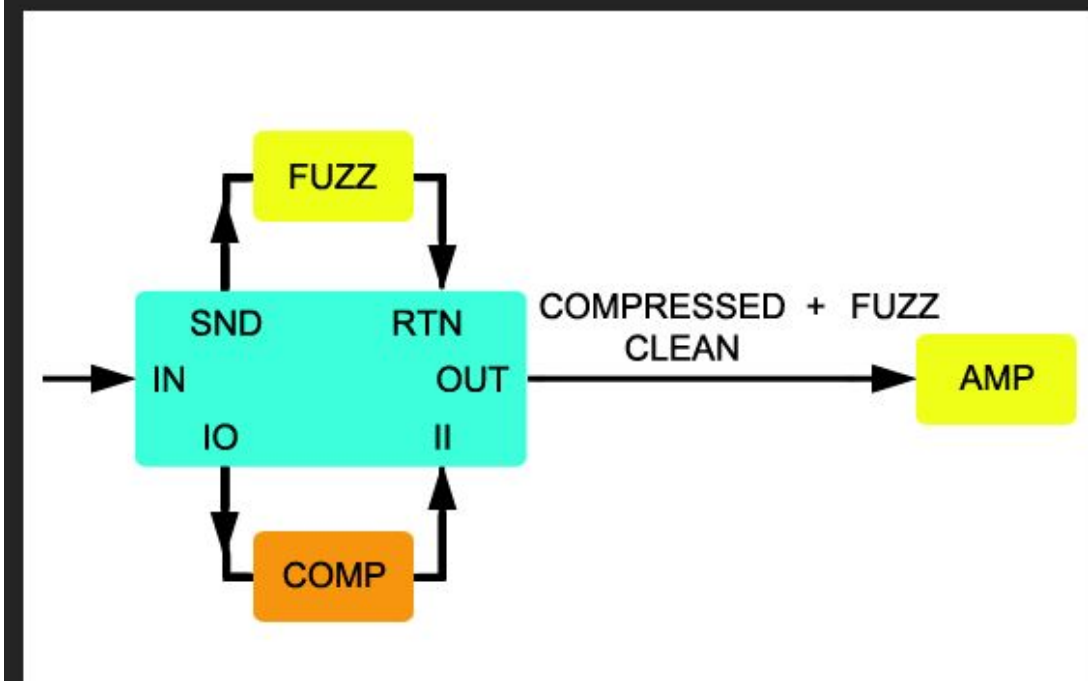 FUZZ
SND RTN
COMPRESSED + FUZZ
CLEAN
IN OUT
AMP
IO II
COMP